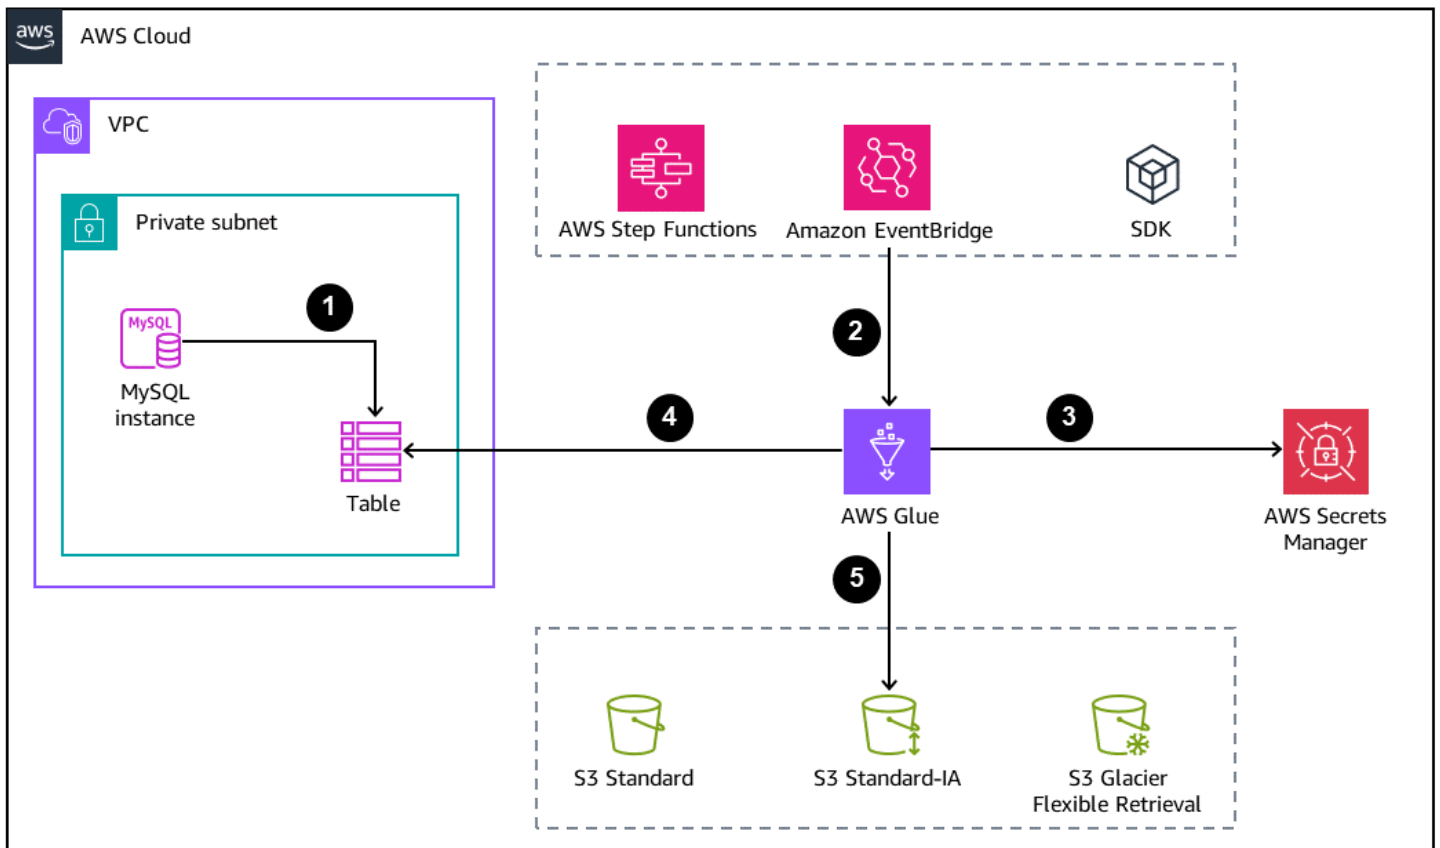 aws
AWS Cloud
VPC
Private subnet
1
MySQL
MySQL
instance
Table
AWS Step Functions
Amazon EventBridge
SDK
2
4
3
AWS Glue
AWS Secrets
Manager
5
S3 Standard
S3 Standard-IA
S3 Glacier
Flexible Retrieval